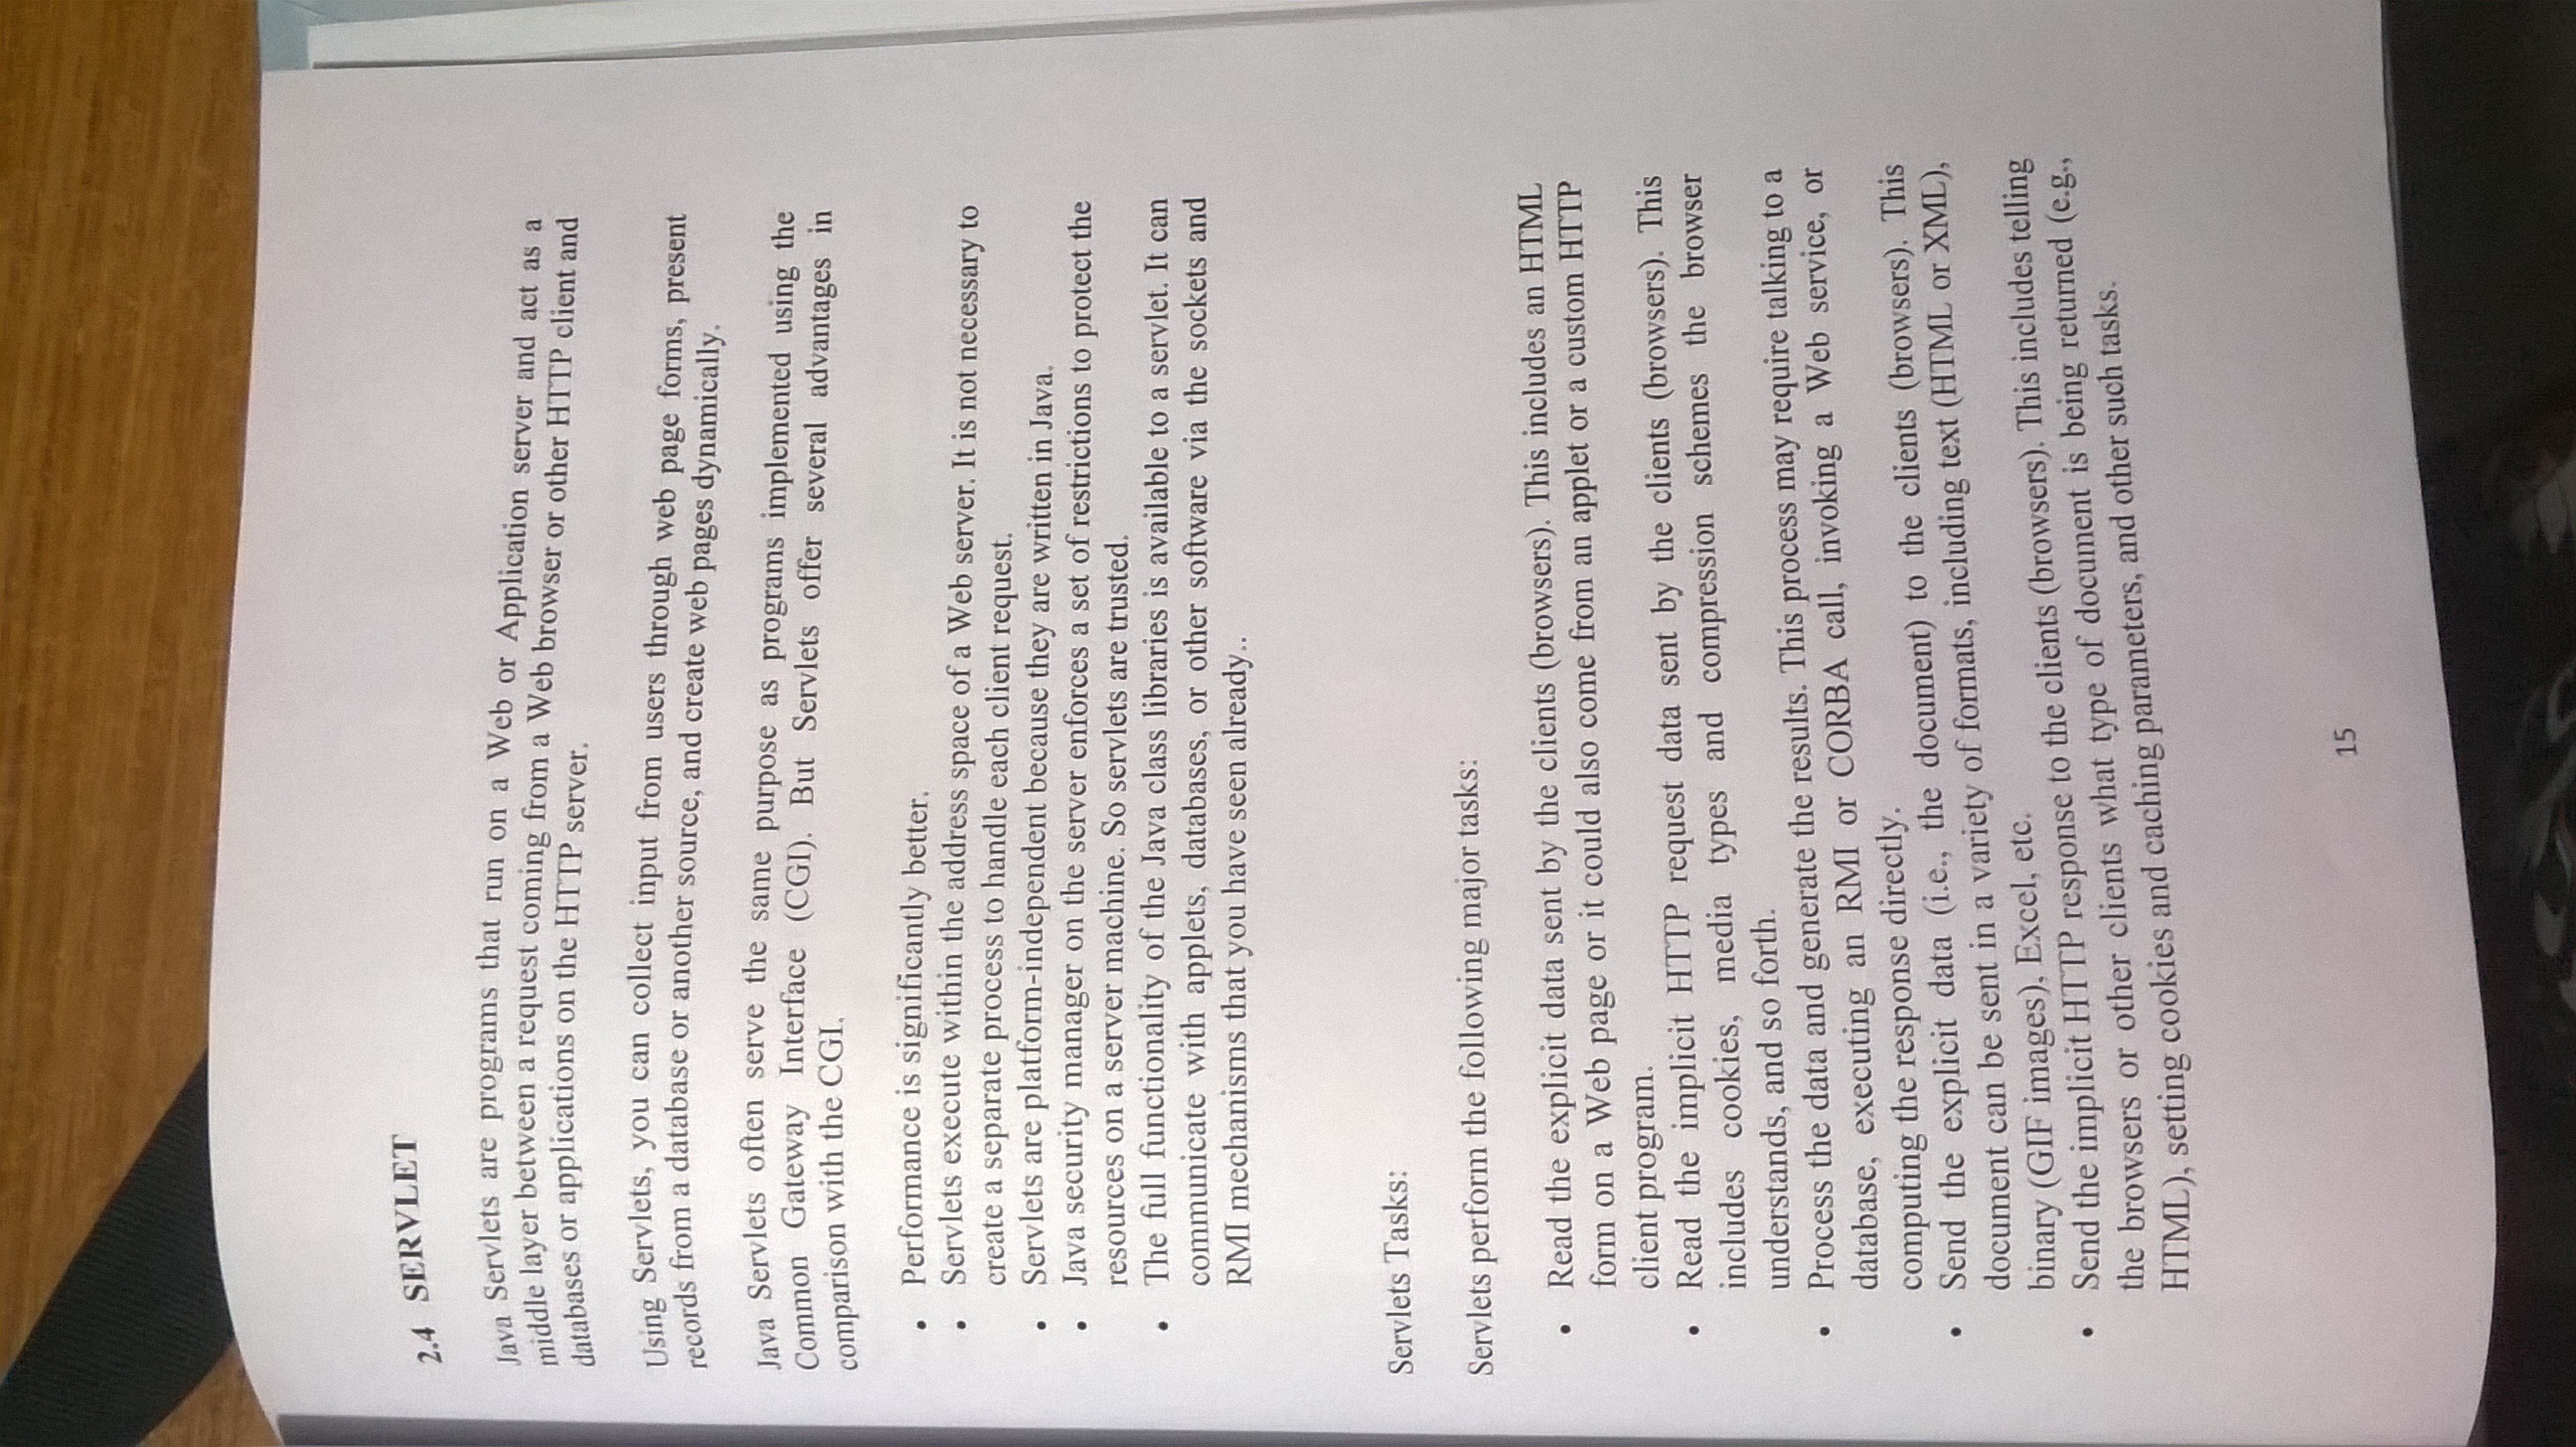 2.4 SERVLET
Java Servlets are programs that run on a Web or Application server and act as a
middle layer between a request coming from a Web browser or other HTTP client and
databases or applications on the HTTP server.
Using Servlets, you can collect input from users through web page forms, present
records from a database or another source, and create web pages dynamically.
Java Servlets often serve the same purpose as programs implemented using the
Common Gateway Interface (CGI). But Servlets offer several advantages in
comparison with the CGI.
• Performance is significantly better.
• Servlets execute within the address space of a Web server. It is not necessary to
create a separate process to handle each client request.
• Servlets are platform-independent because they are written in Java.
• Java security manager on the server enforces a set of restrictions to protect the
resources on a server machine. So servlets are trusted.
• The full functionality of the Java class libraries is available to a servlet. It can
communicate with applets, databases, or other software via the sockets and
RMI mechanisms that you have seen already..
Servlets Tasks:
Servlets perform the following major tasks:
• Read the explicit data sent by the clients (browsers). This includes an HTML
form on a Web page or it could also come from an applet or a custom HTTP
client program.
• Read the implicit HTTP request data sent by the clients (browsers). This
includes cookies, media types and compression schemes the browser
understands, and so forth.
• Process the data and generate the results. This process may require talking to a
database, executing an RMI or CORBA call, invoking a Web service, or
computing the response directly.
• Send the explicit data (i.e., the document) to the clients (browsers). This
document can be sent in a variety of formats, including text (HTML or XML),
binary (GIF images), Excel, etc.
• Send the implicit HTTP response to the clients (browsers). This includes telling
the browsers or other clients what type of document is being returned (e.g.,
HTML), setting cookies and caching parameters, and other such tasks.
15